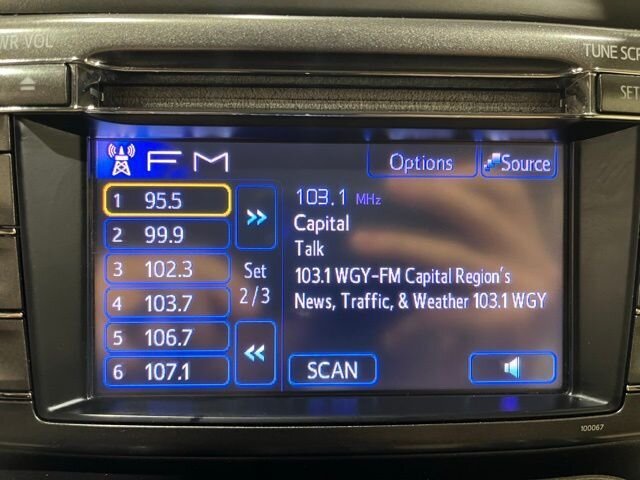 PWR·VOL
TUNE·SCR
SET
FM
Options
Source
1 95.5
2 99.9
3 102.3
4 103.7
5 106.7
6 107.1
Set
2/3
103.1 MHz
Capital
Talk
103.1 WGY-FM Capital Region's
News, Traffic, & Weather 103.1 WGY
SCAN
100067